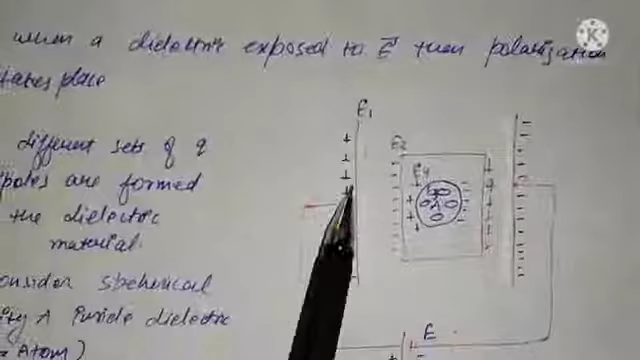 when a dielectric exposed to E then polarization
takes place
different sets of q
poles are formed
the dielectric
material.
onsider spherical
A inside dielectric
= Atom)
E1
E2
E4
A
E
K